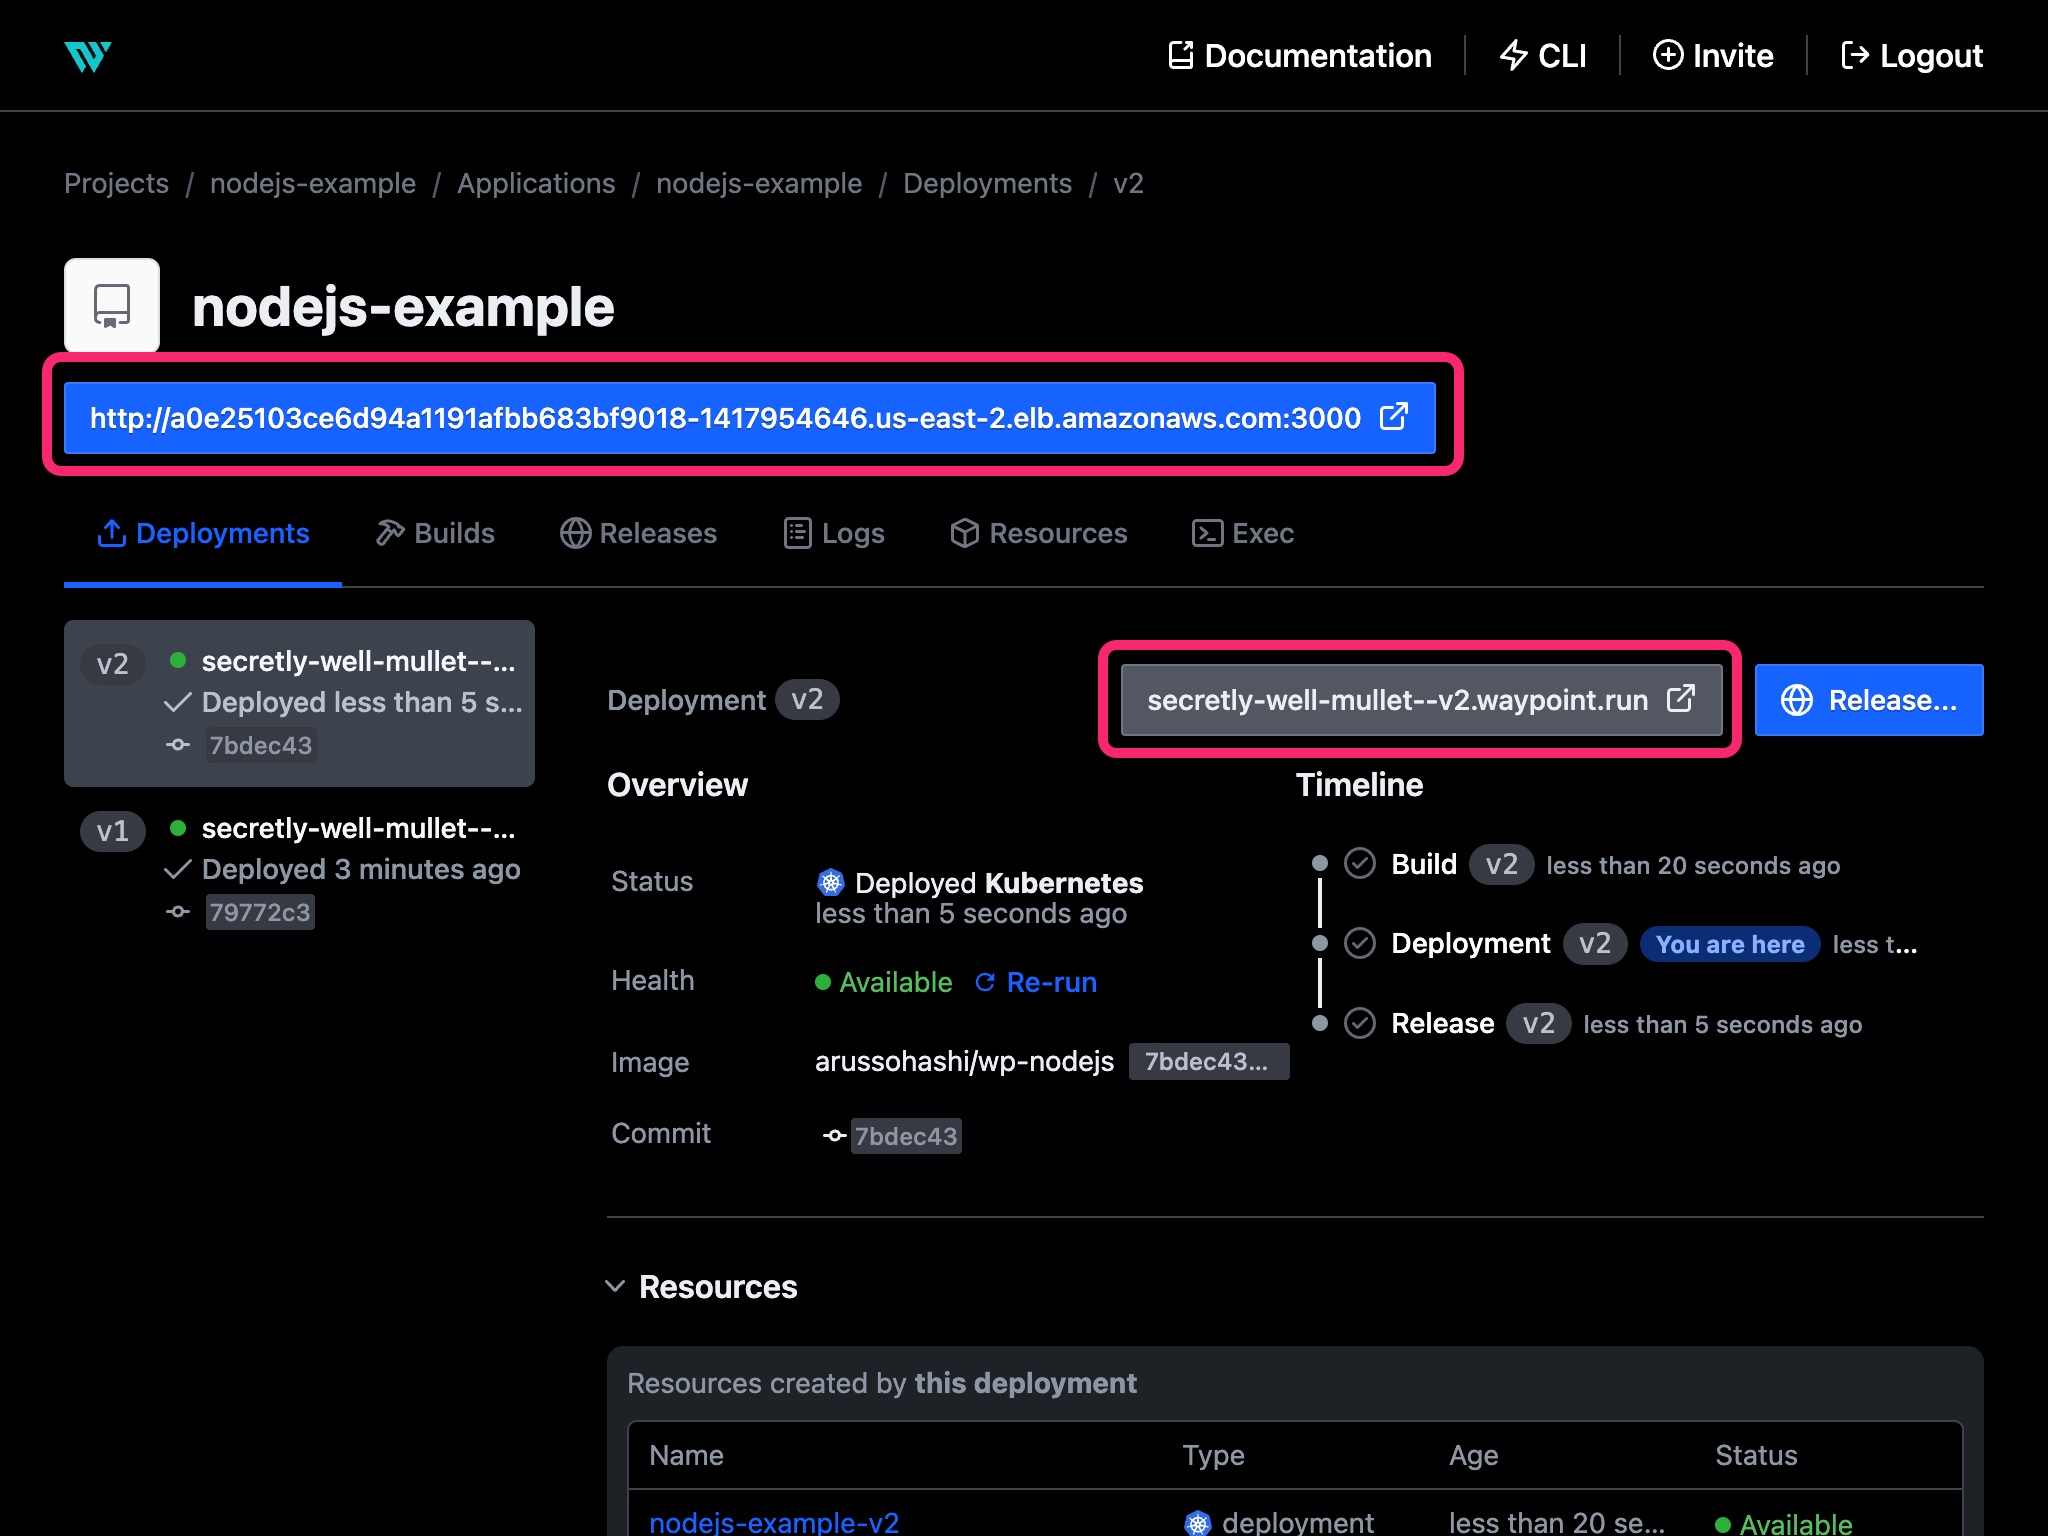 Documentation CLI Invite Logout
Projects / nodejs-example / Applications / nodejs-example / Deployments / v2
nodejs-example
http://a0e25103ce6d94a1191afbb683bf9018-1417954646.us-east-2.elb.amazonaws.com:3000
Deployments Builds Releases Logs Resources Exec
v2 secretly-well-mullet--...
Deployed less than 5 s...
7bdec43
v1 secretly-well-mullet--...
Deployed 3 minutes ago
79772c3
Deployment v2 secretly-well-mullet--v2.waypoint.run Release...
Overview
Status Deployed Kubernetes
less than 5 seconds ago
Health Available Re-run
Image arussohashi/wp-nodejs 7bdec43...
Commit 7bdec43
Timeline
Build v2 less than 20 seconds ago
Deployment v2 You are here less t...
Release v2 less than 5 seconds ago
Resources
Resources created by this deployment
Name Type Age Status
nodejs-example-v2 deployment less than 20 se... Available